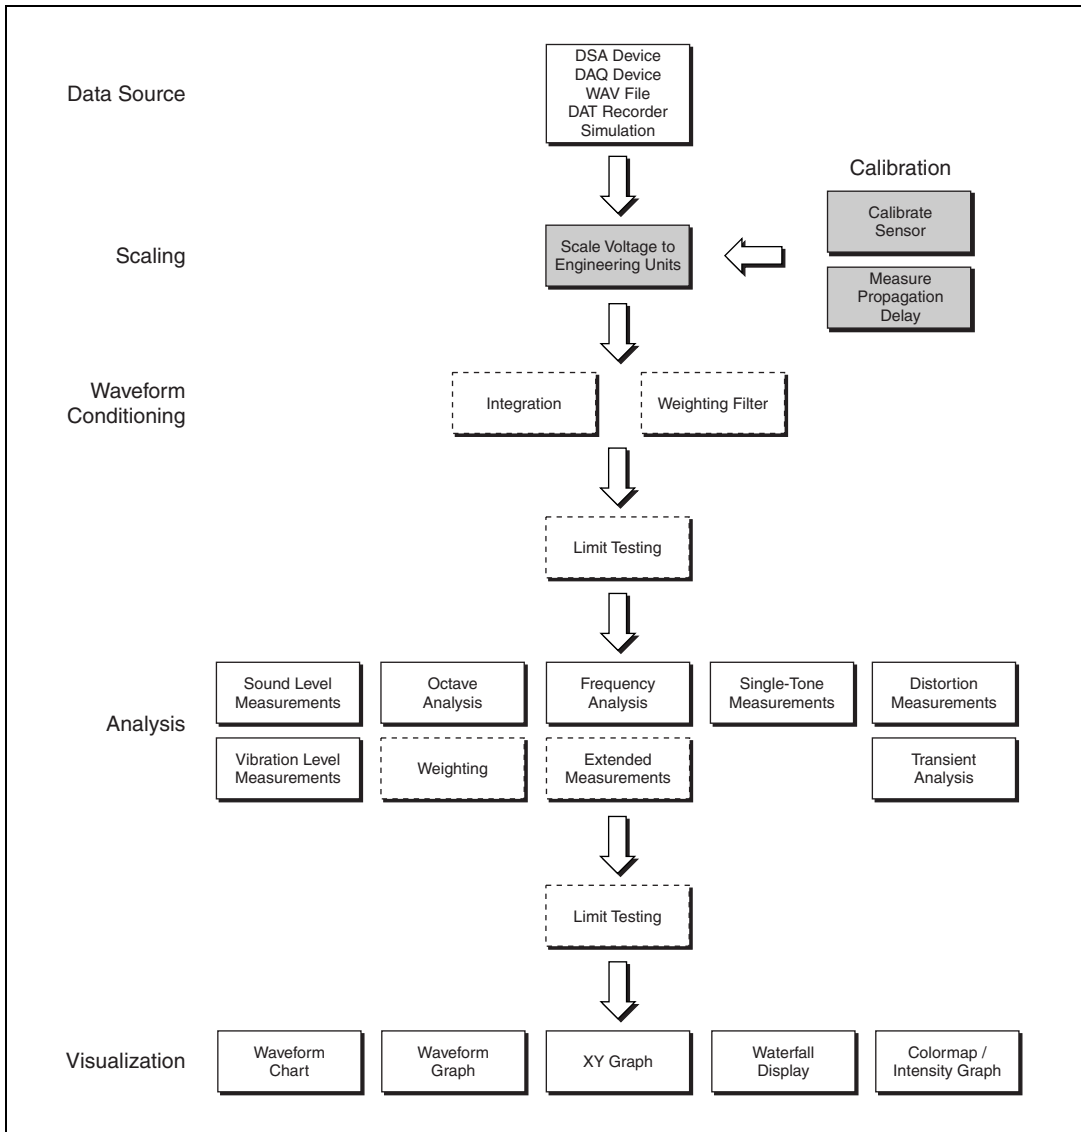 Data Source
DSA Device
DAQ Device
WAV File
DAT Recorder
Simulation
Calibration
Calibrate
Sensor
Scaling
Scale Voltage to
Engineering Units
Measure
Propagation
Delay
Waveform
Conditioning
Integration
Weighting Filter
Limit Testing
Analysis
Sound Level
Measurements
Octave
Analysis
Frequency
Analysis
Single-Tone
Measurements
Distortion
Measurements
Vibration Level
Measurements
Weighting
Extended
Measurements
Transient
Analysis
Limit Testing
Visualization
Waveform
Chart
Waveform
Graph
XY Graph
Waterfall
Display
Colormap /
Intensity Graph